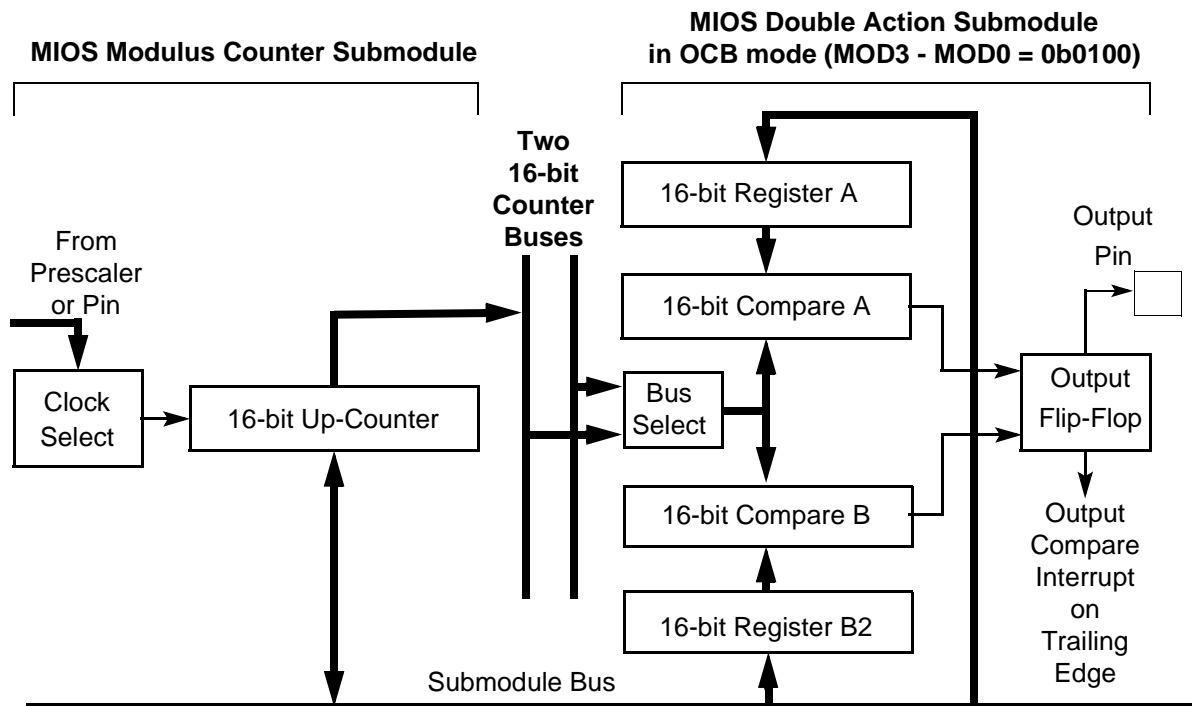 MIOS Modulus Counter Submodule
MIOS Double Action Submodule
in OCB mode (MOD3 - MOD0 = 0b0100)
Two
16-bit
Counter
Buses
From
Prescaler
or Pin
Clock
Select
16-bit Up-Counter
Bus
Select
16-bit Register A
16-bit Compare A
16-bit Compare B
16-bit Register B2
Output
Pin
Output
Flip-Flop
Output
Compare
Interrupt
on
Trailing
Edge
Submodule Bus